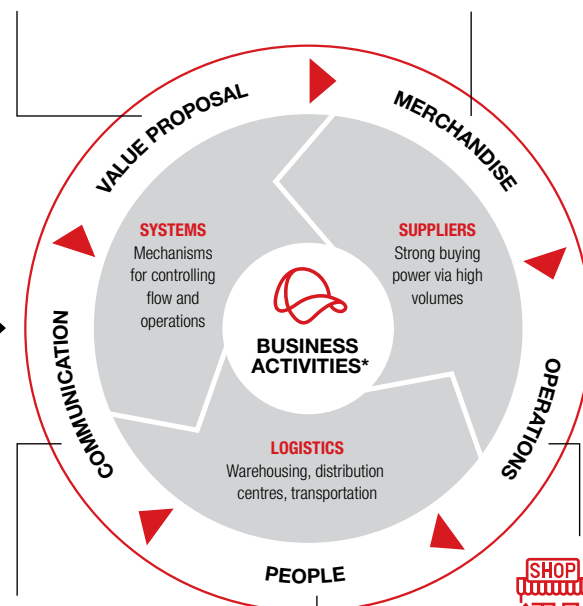 VALUE PROPOSAL
MERCHANDISE
SYSTEMS
Mechanisms
for controlling
flow and
operations
SUPPLIERS
Strong buying
power via high
volumes
BUSINESS
ACTIVITIES*
COMMUNICATION
OPERATIONS
LOGISTICS
Warehousing, distribution
centres, transportation
PEOPLE
SHOP